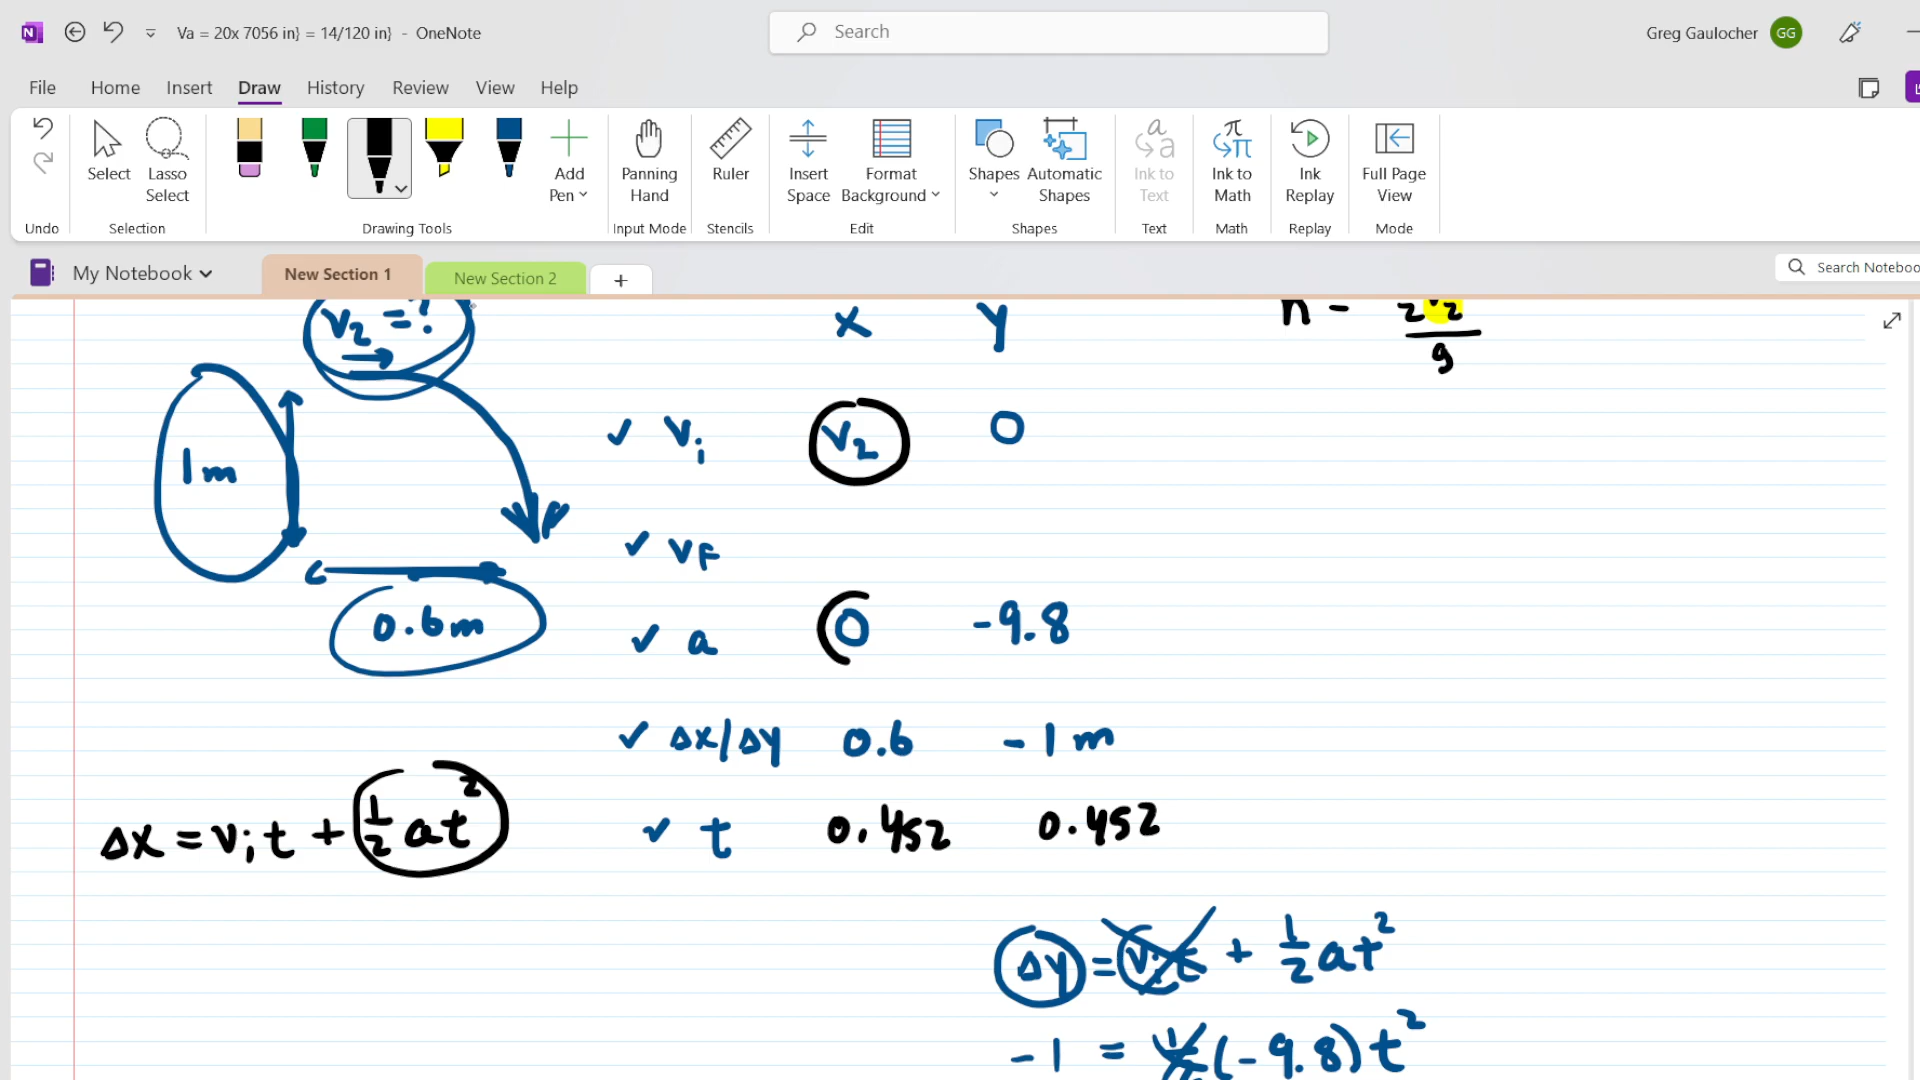 Va = 20x 7056 in} = 14/120 in} - OneNote
Search
Greg Gaulocher
GG
File Home Insert Draw History Review View Help
Undo
Select
Lasso Select
Selection
Add Pen
Drawing Tools
Panning Hand
Input Mode
Ruler
Stencils
Insert Space
Format Background
Edit
Shapes
Automatic Shapes
Shapes
Ink to Text
Text
Ink to Math
Math
Ink Replay
Replay
Full Page View
Mode
My Notebook
New Section 1
New Section 2
+
Search Noteboo
v₂ = ?
x y
g
1m
✓ vi v₂ 0
✓ vF
0.6m
✓ a 0 -9.8
✓ Δx/Δy 0.6 -1m
Δx = vit + ½ at²
✓ t 0.452 0.452
Δy = vit + ½ at²
-1 = ½ (-9.8) t²